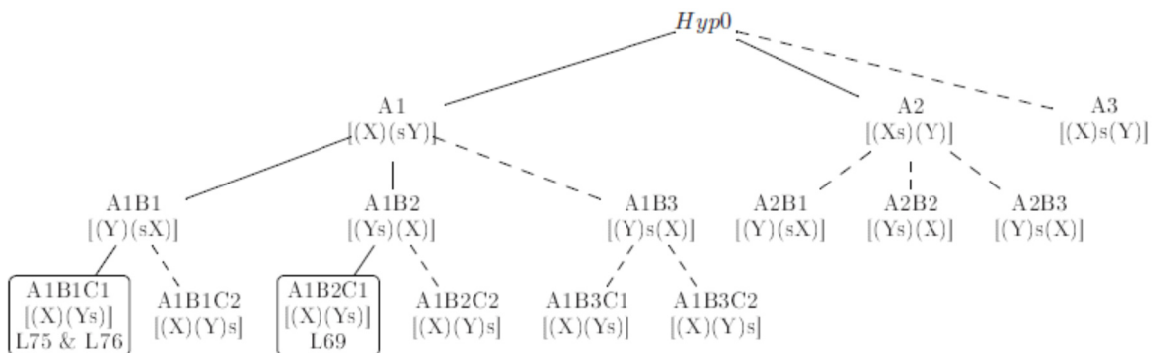 Hyp0
A1
[(X)(sY)]
A2
[(Xs)(Y)]
A3
[(X)s(Y)]
A1B1
[(Y)(sX)]
A1B2
[(Ys)(X)]
A1B3
[(Y)s(X)]
A2B1
[(Y)(sX)]
A2B2
[(Ys)(X)]
A2B3
[(Y)s(X)]
A1B1C1
[(X)(Ys)]
L75 & L76
A1B1C2
[(X)(Y)s]
A1B2C1
[(X)(Ys)]
L69
A1B2C2
[(X)(Y)s]
A1B3C1
[(X)(Ys)]
A1B3C2
[(X)(Y)s]